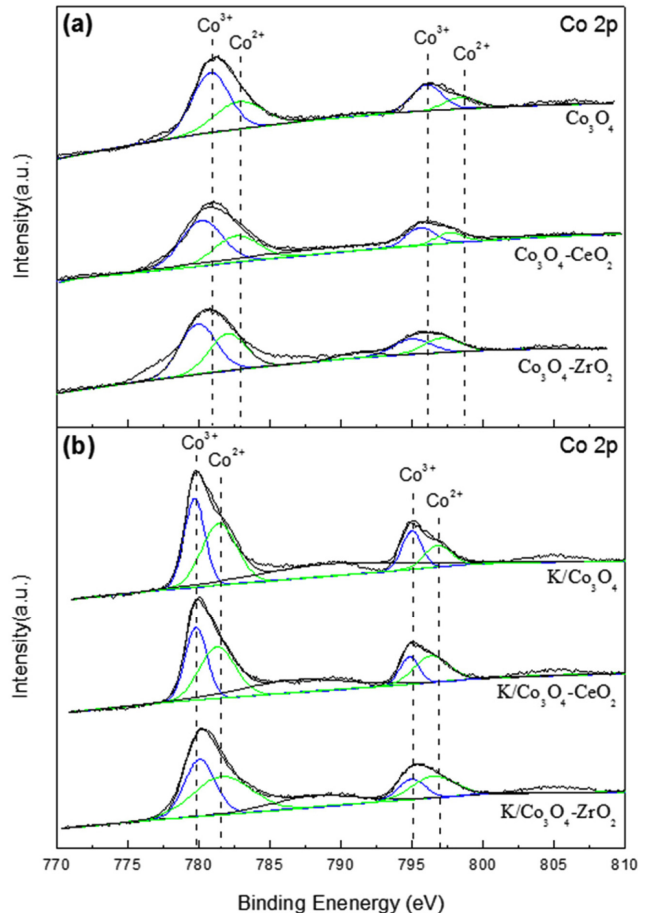 (a) Co 2p
Co³⁺ Co²⁺ Co³⁺ Co²⁺
Co₃O₄
Co₃O₄-CeO₂
Co₃O₄-ZrO₂
Intensity(a.u.)
(b) Co 2p
Co³⁺ Co²⁺ Co³⁺ Co²⁺
K/Co₃O₄
K/Co₃O₄-CeO₂
K/Co₃O₄-ZrO₂
Intensity(a.u.)
770 775 780 785 790 795 800 805 810
Binding Enenergy (eV)